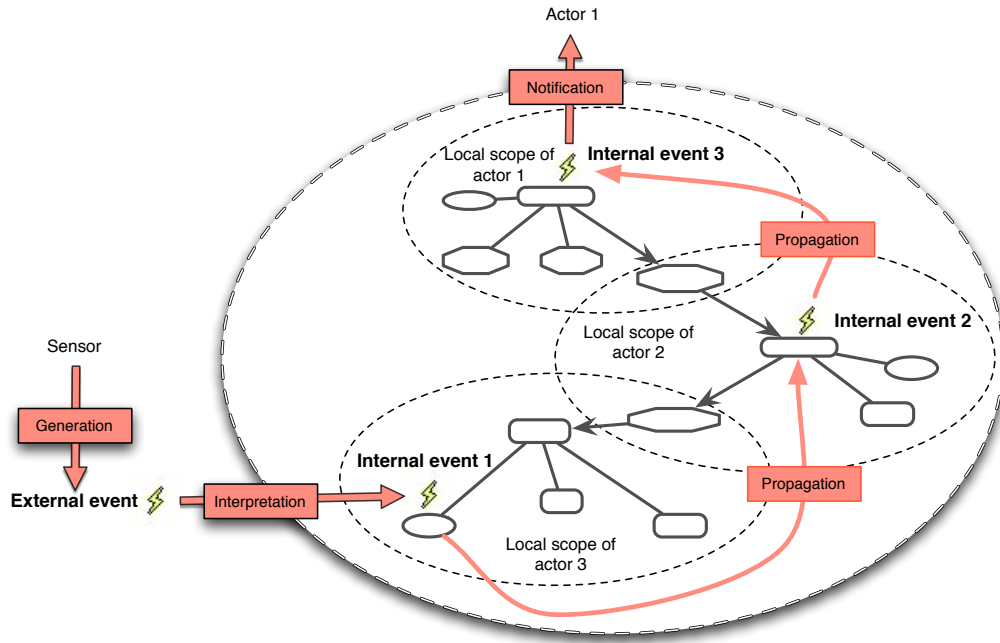 Actor 1
Notification
Local scope of
actor 1
Internal event 3
Propagation
Local scope of
actor 2
Internal event 2
Sensor
Generation
External event
Interpretation
Internal event 1
Propagation
Local scope of
actor 3